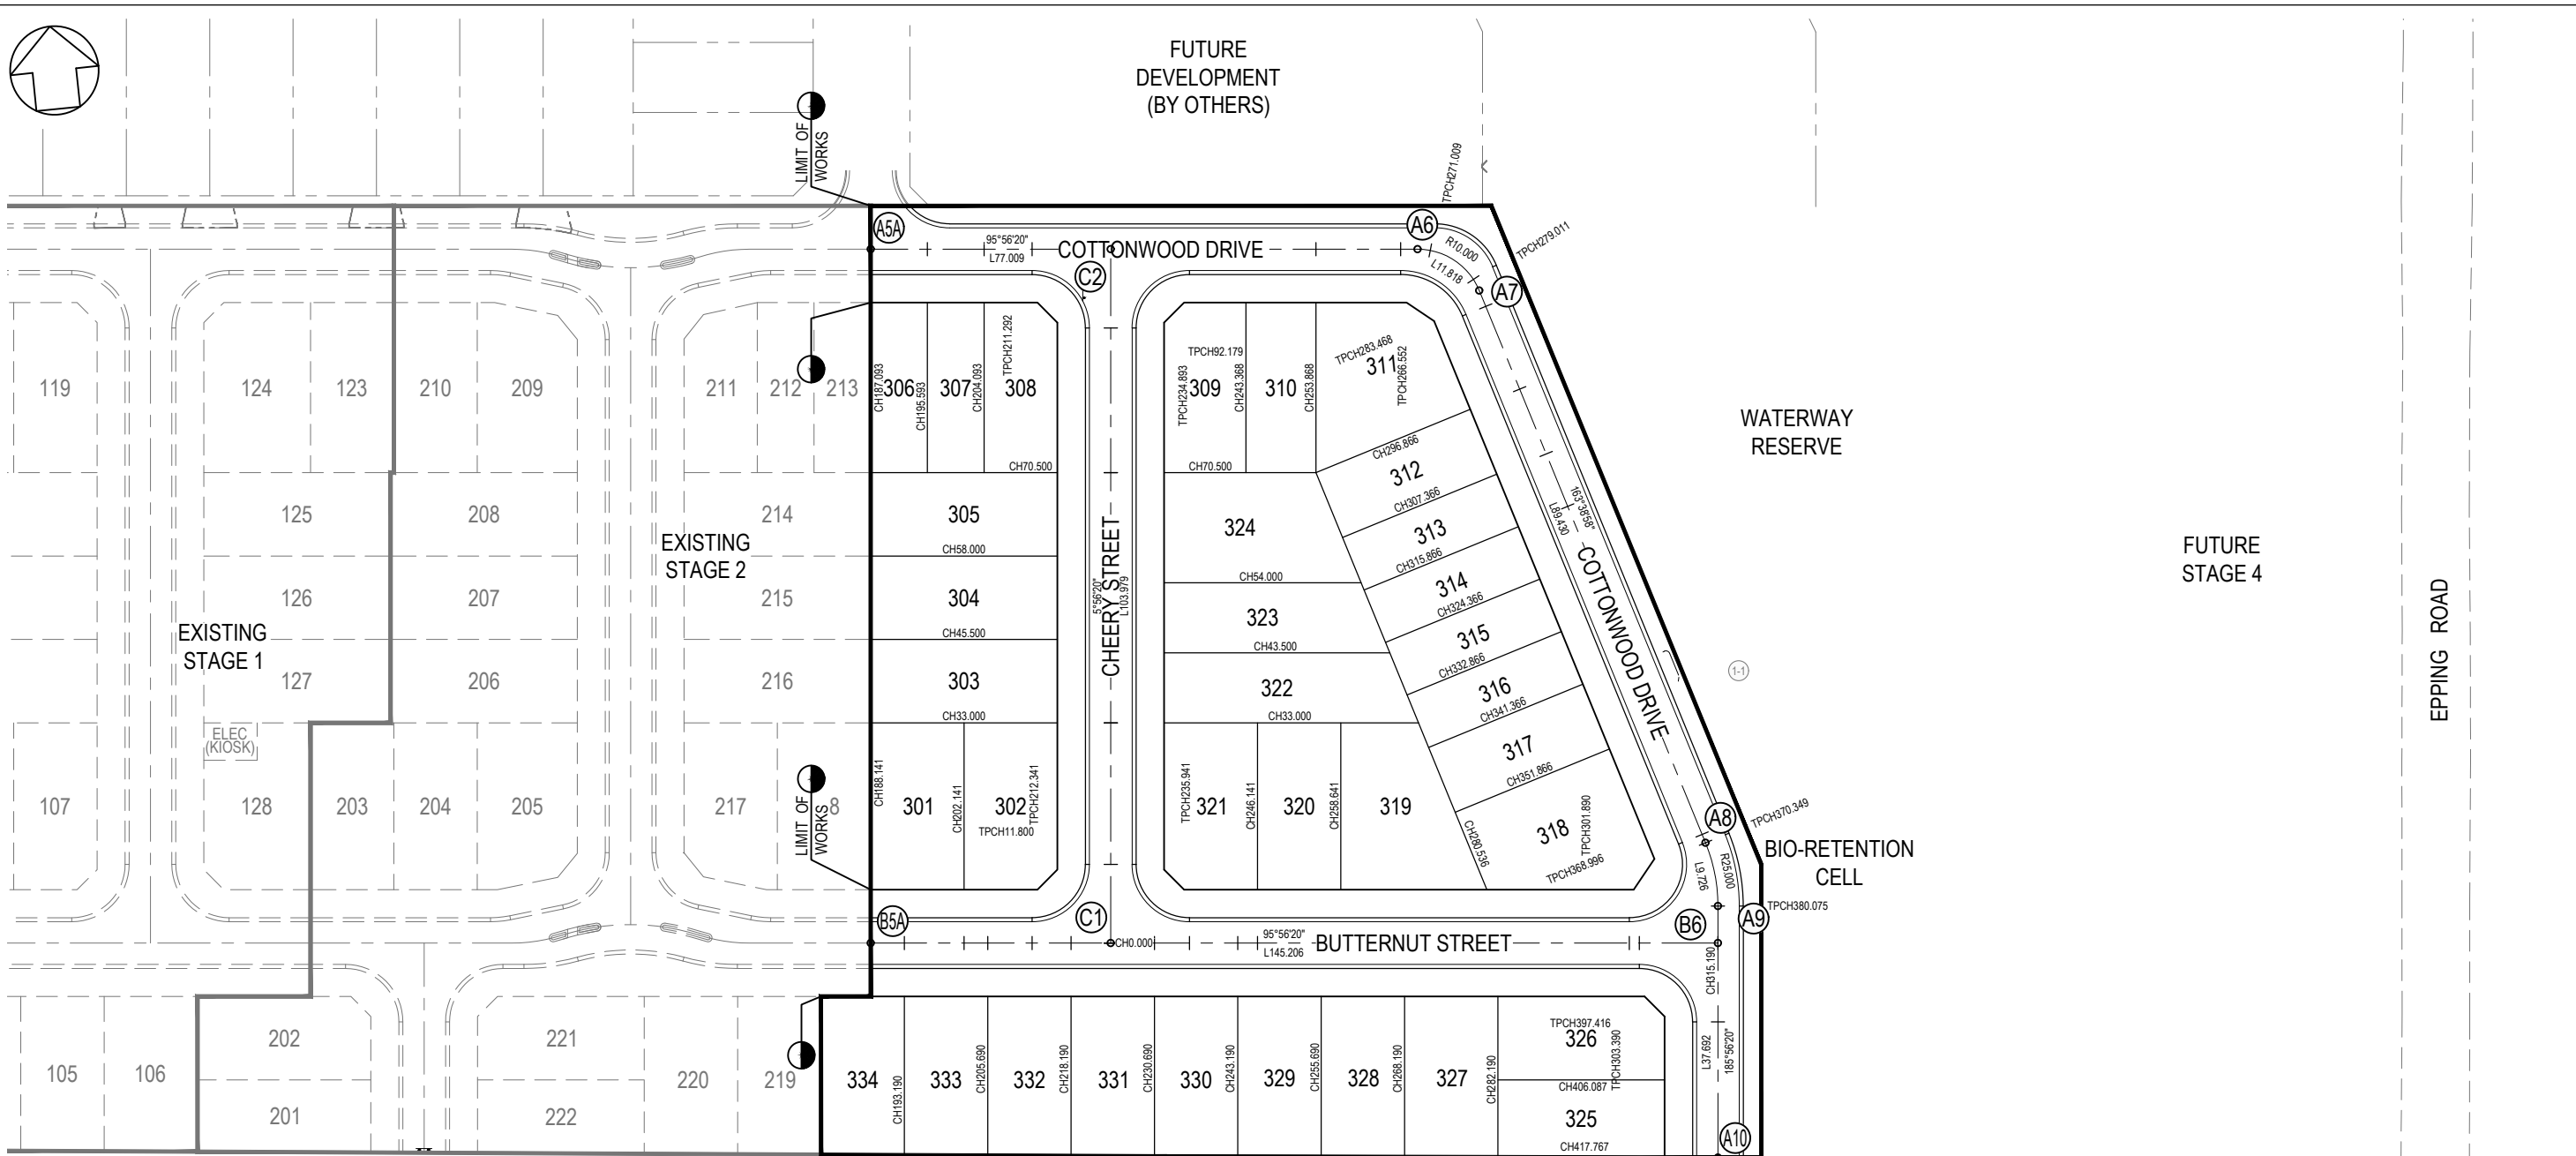 FUTURE
DEVELOPMENT
(BY OTHERS)
LIMIT OF
WORKS
TPCH271.009
A5A
95°56'20"
L77.009
COTTONWOOD DRIVE
A6
R10.000
L11.818
TPCH279.011
A7
C2
119
124
123
210
209
211
212
213
CH187.093
306
CH195.593
307
CH204.093
TPCH211.292
308
CH70.500
TPCH92.179
TPCH234.893
309
CH243.368
310
CH253.868
TPCH283.468
311
TPCH266.552
CH70.500
CH296.866
312
CH307.366
WATERWAY
RESERVE
125
208
214
305
CH58.000
324
CH54.000
313
CH315.866
163°38'58"
L89.430
EXISTING
STAGE 2
FUTURE
STAGE 4
126
207
215
304
CH45.500
CHEERY STREET
5°56'20"
L103.979
323
CH43.500
314
CH324.366
COTTONWOOD DRIVE
EXISTING
STAGE 1
127
206
216
303
CH33.000
322
CH33.000
315
CH332.866
316
CH341.366
EPPING ROAD
1-1
ELEC
(KIOSK)
317
CH351.866
107
128
203
204
205
217
8
LIMIT OF
WORKS
CH188.141
301
CH202.141
302
TPCH212.341
TPCH11.800
TPCH235.941
321
CH246.141
320
CH258.641
319
CH280.536
318
TPCH301.890
TPCH368.996
A8
TPCH370.349
L9.726
R25.000
BIO-RETENTION
CELL
B5A
C1
CH0.000
95°56'20"
L145.206
BUTTERNUT STREET
B6
A9
TPCH380.075
CH315.190
105
106
202
201
221
222
220
219
334
CH193.190
333
CH205.690
332
CH218.190
331
CH230.690
330
CH243.190
329
CH255.690
328
CH268.190
327
CH282.190
TPCH397.416
326
TPCH303.390
CH406.087
325
CH417.767
L37.692
185°56'20"
A10